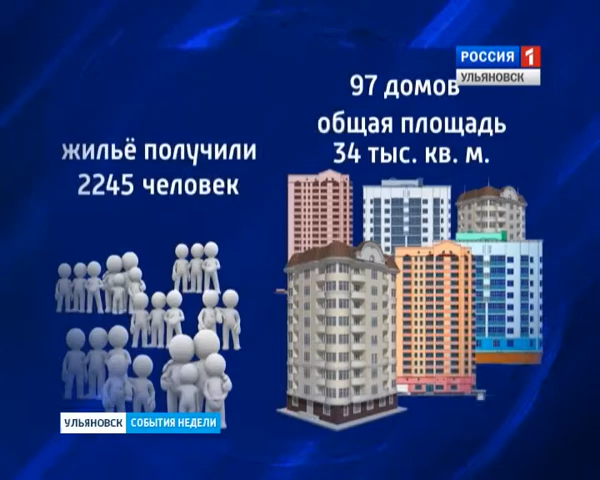 РОССИЯ 1
УЛЬЯНОВСК
97 домов
общая площадь
34 тыс. кв. м.
жильё получили
2245 человек
УЛЬЯНОВСК СОБЫТИЯ НЕДЕЛИ